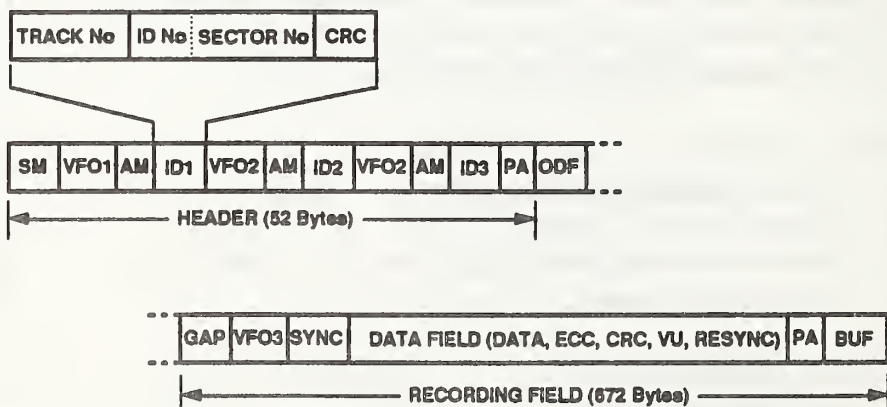 TRACK No ID No SECTOR No CRC
SM VFO1 AM ID1 VFO2 AM ID2 VFO2 AM ID3 PA ODF
HEADER (52 Bytes)
GAP VFO3 SYNC DATA FIELD (DATA, ECC, CRC, VU, RESYNC) PA BUF
RECORDING FIELD (672 Bytes)